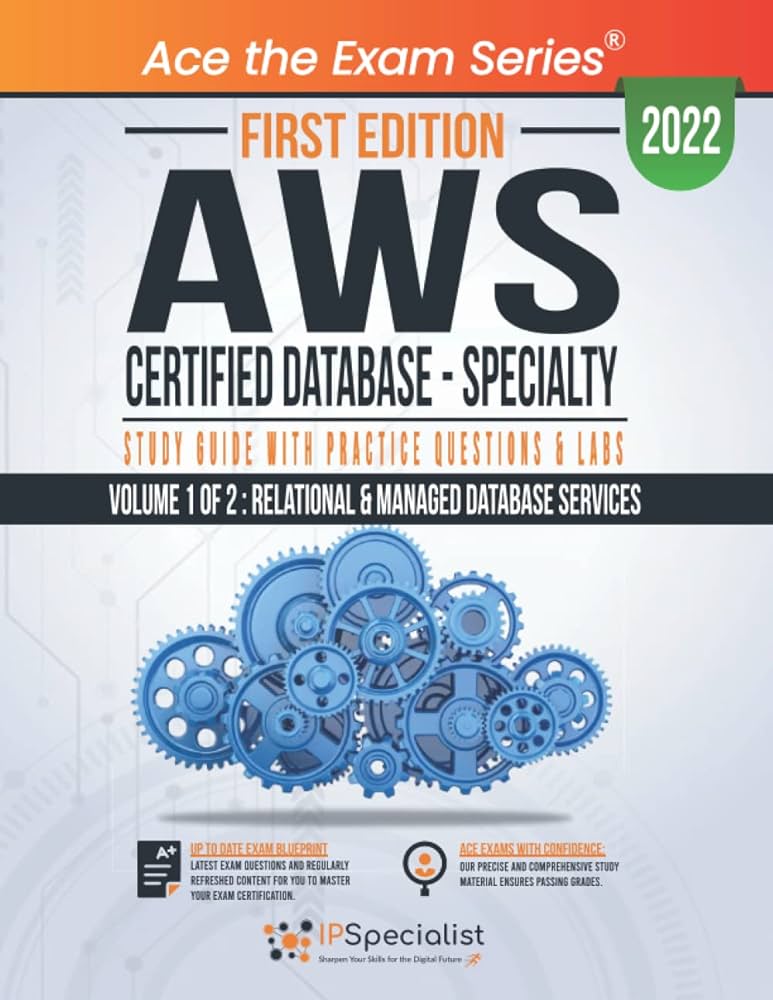 Ace the Exam Series®
2022
FIRST EDITION
AWS
CERTIFIED DATABASE - SPECIALTY
STUDY GUIDE WITH PRACTICE QUESTIONS & LABS
VOLUME 1 OF 2 : RELATIONAL & MANAGED DATABASE SERVICES
A+
UP TO DATE EXAM BLUEPRINT
LATEST EXAM QUESTIONS AND REGULARLY
REFRESHED CONTENT FOR YOU TO MASTER
YOUR EXAM CERTIFICATION.
ACE EXAMS WITH CONFIDENCE:
OUR PRECISE AND COMPREHENSIVE STUDY
MATERIAL ENSURES PASSING GRADES.
IPSpecialist
Sharpen Your Skills for the Digital Future